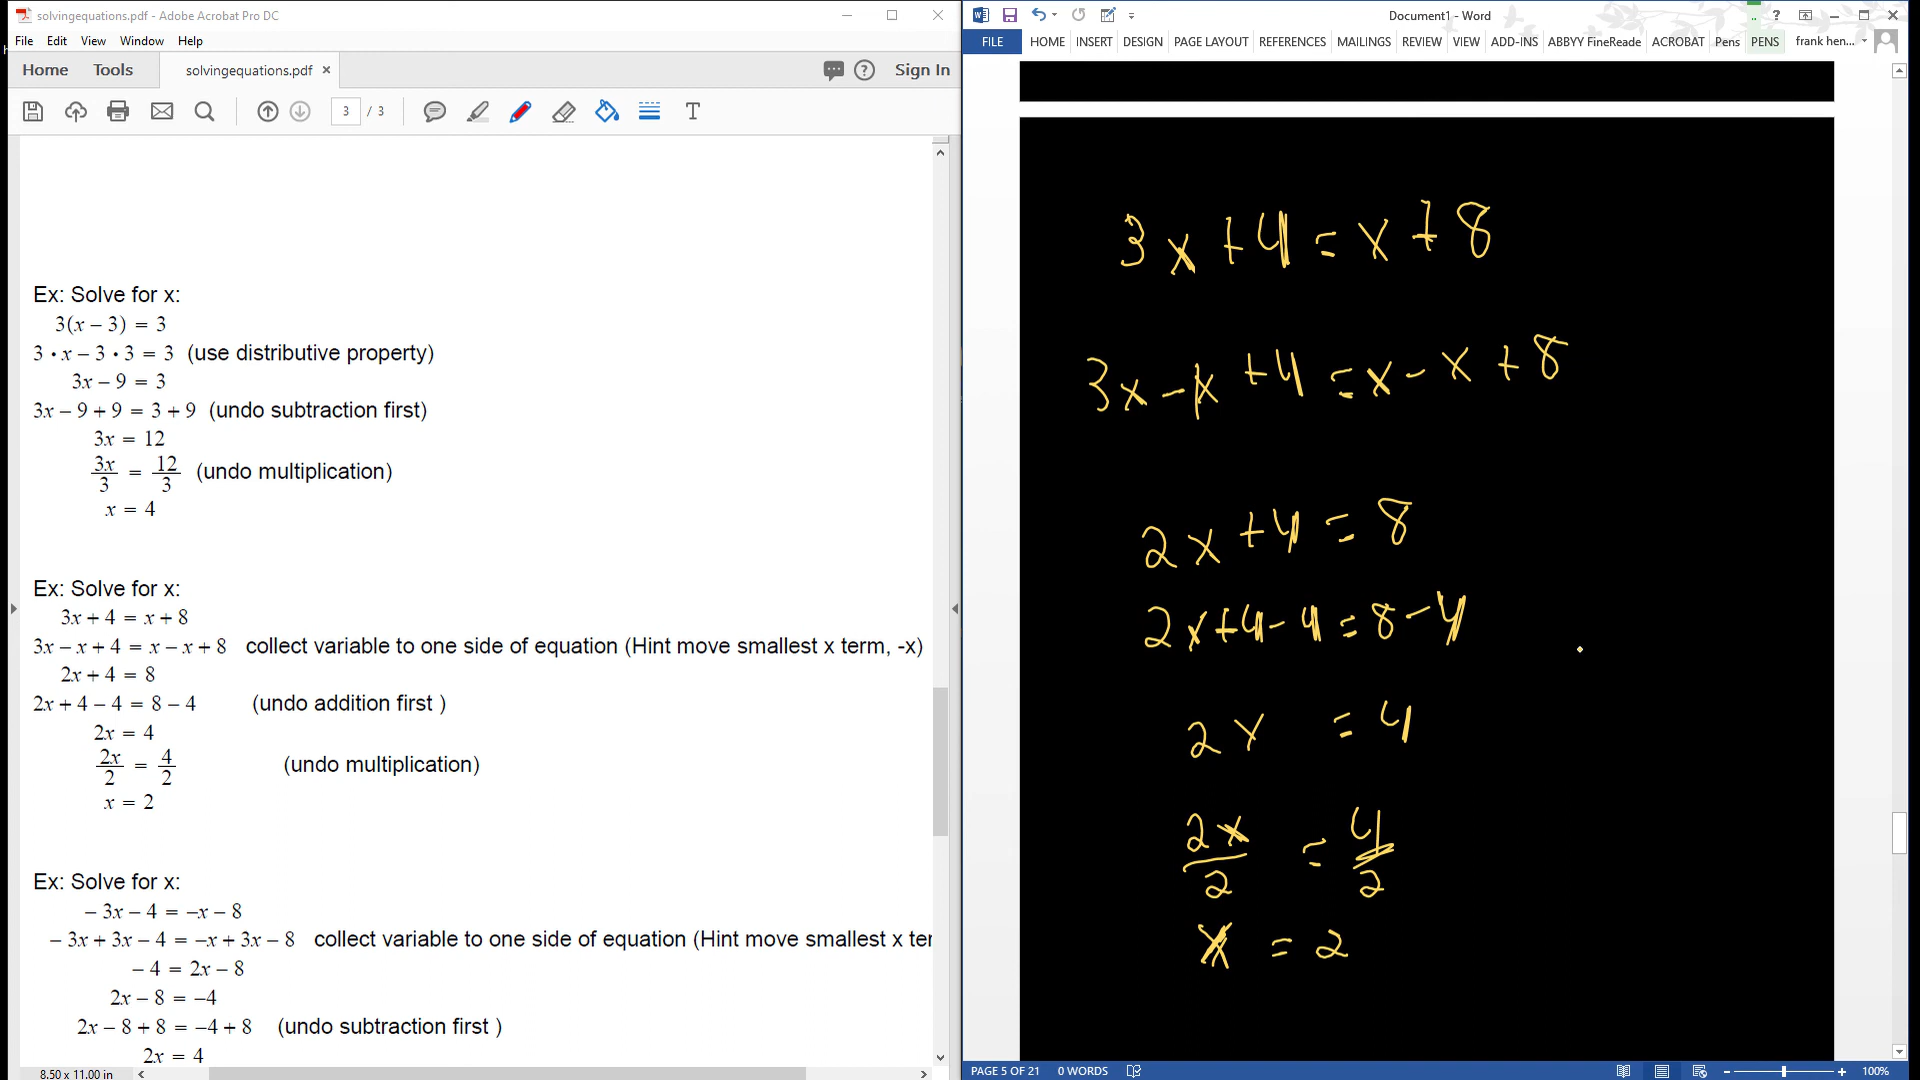 solvingequations.pdf - Adobe Acrobat Pro DC
File Edit View Window Help
Home Tools solvingequations.pdf × Sign In
3 / 3
Ex: Solve for x:
3(x − 3) = 3
3 • x − 3 • 3 = 3 (use distributive property)
3x − 9 = 3
3x − 9 + 9 = 3 + 9 (undo subtraction first)
3x = 12
3x/3 = 12/3 (undo multiplication)
x = 4
Ex: Solve for x:
3x + 4 = x + 8
3x − x + 4 = x − x + 8 collect variable to one side of equation (Hint move smallest x term, -x)
2x + 4 = 8
2x + 4 − 4 = 8 − 4 (undo addition first )
2x = 4
2x/2 = 4/2 (undo multiplication)
x = 2
Ex: Solve for x:
− 3x − 4 = −x − 8
− 3x + 3x − 4 = −x + 3x − 8 collect variable to one side of equation (Hint move smallest x ter
− 4 = 2x − 8
2x − 8 = −4
2x − 8 + 8 = −4 + 8 (undo subtraction first )
2x = 4
8.50 x 11.00 in
Document1 - Word
FILE HOME INSERT DESIGN PAGE LAYOUT REFERENCES MAILINGS REVIEW VIEW ADD-INS ABBYY FineReade ACROBAT Pens PENS frank hen...
3x + 4 = x + 8
3x − x + 4 = x − x + 8
2x + 4 = 8
2x + 4 − 4 = 8 − 4
2x = 4
2x/2 = 4/2
x = 2
PAGE 5 OF 21 0 WORDS 100%